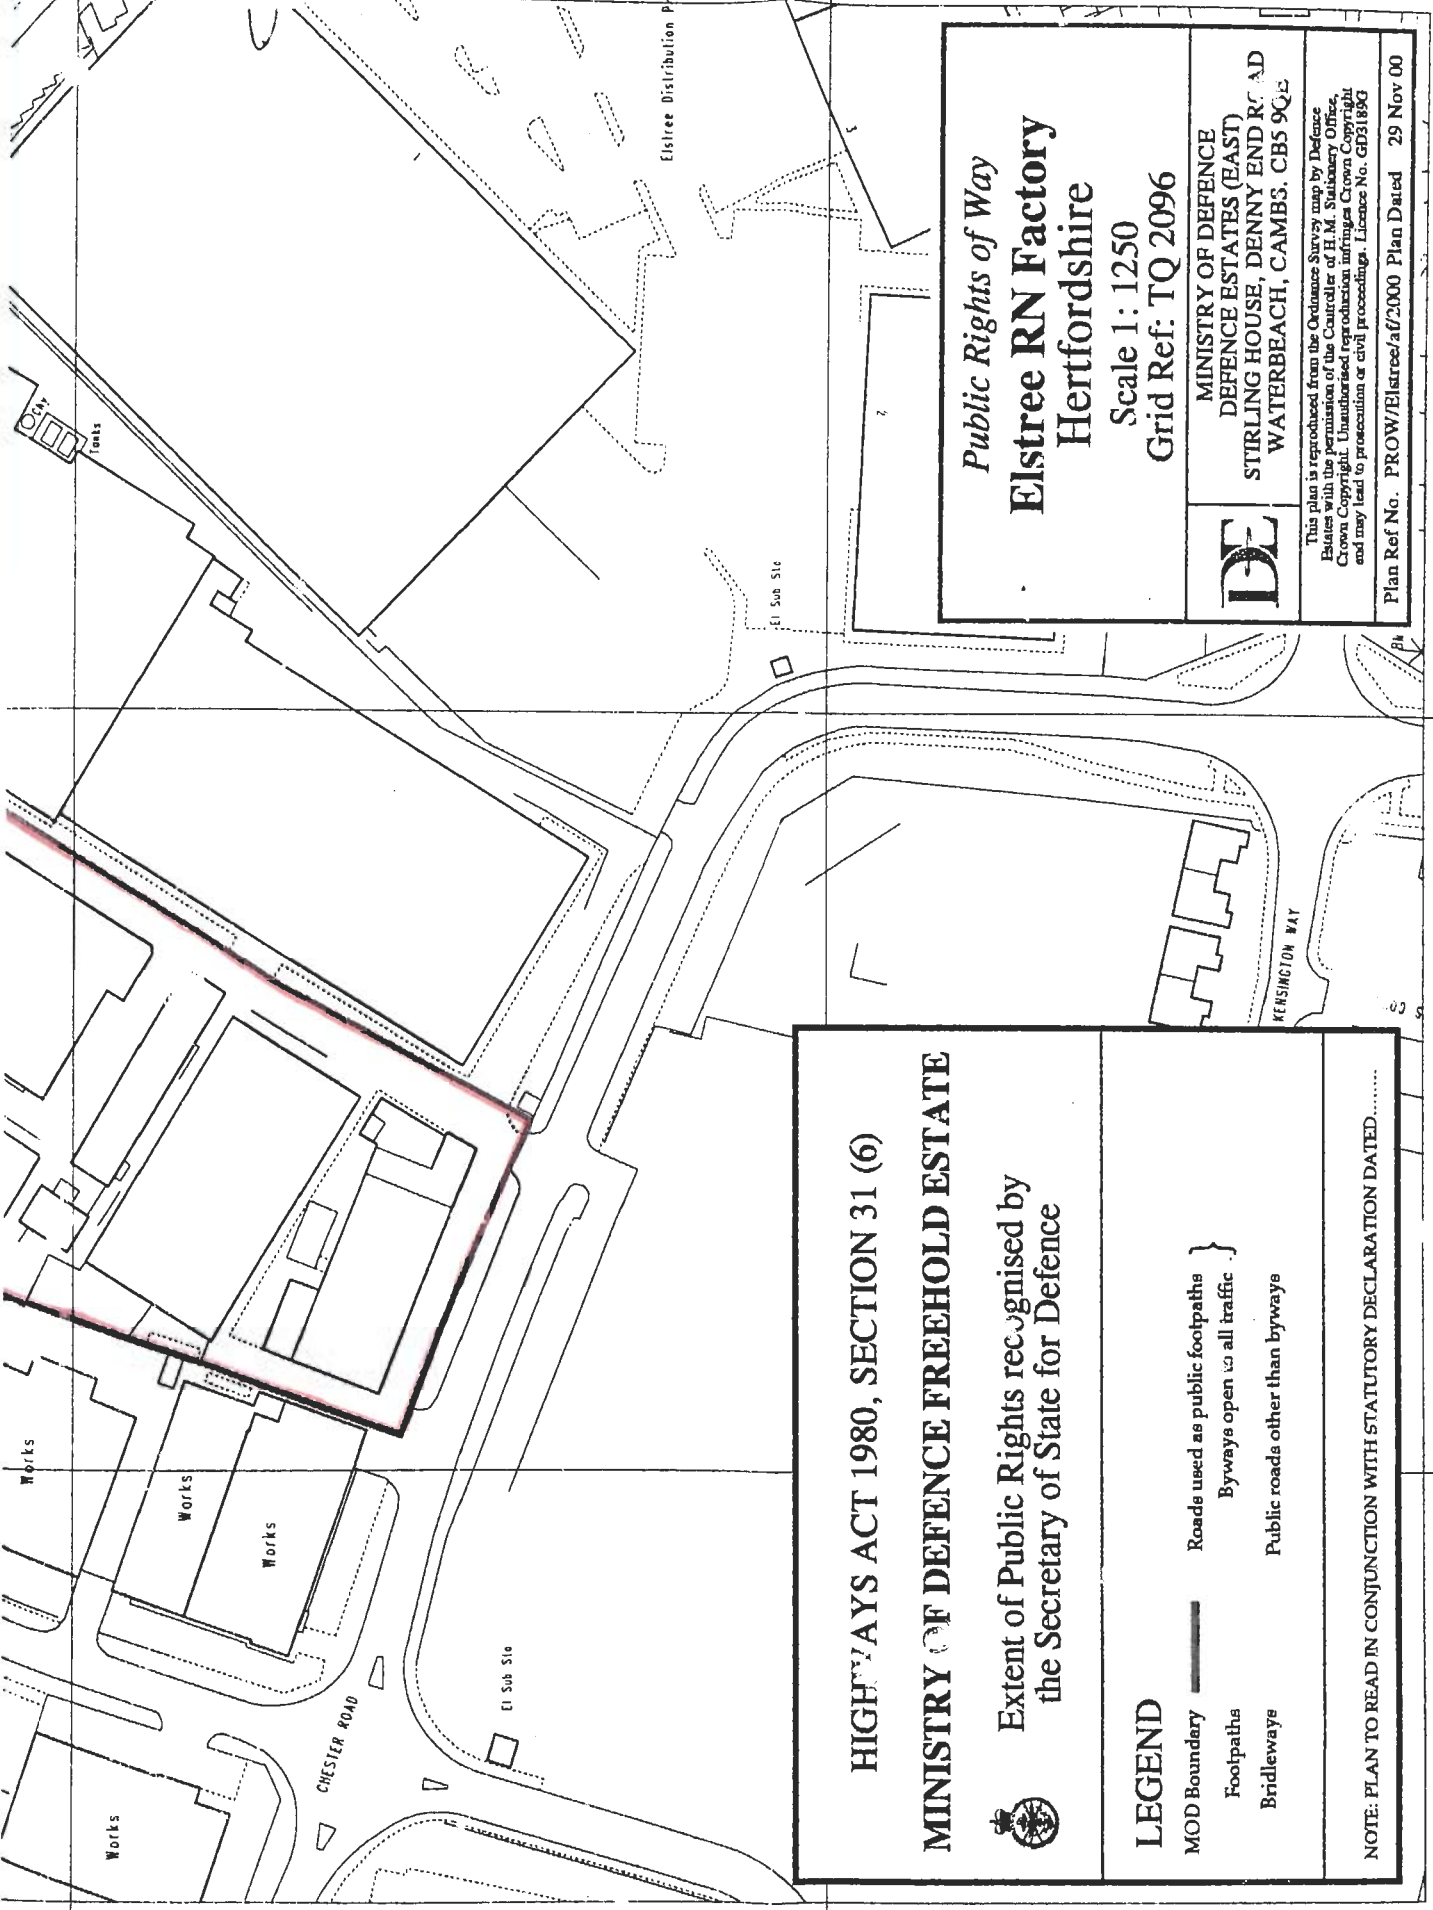 Public Rights of Way
Elstree RN Factory
Hertfordshire
Scale 1: 1250
Grid Ref: TQ 2096
DE
MINISTRY OF DEFENCE
DEFENCE ESTATES (EAST)
STIRLING HOUSE, DENNY END ROAD
WATERBEACH, CAMBS. CB5 9QE
This plan is reproduced from the Ordnance Survey map by Defence
Estates with the permission of the Controller of H.M. Stationery Office,
Crown Copyright. Unauthorised reproduction infringes Crown Copyright
and may lead to prosecution or civil proceedings. Licence No. GD3189G
Plan Ref No. PROW/Elstree/af/2000 Plan Dated 29 Nov 00
HIGHWAYS ACT 1980, SECTION 31 (6)
MINISTRY OF DEFENCE FREEHOLD ESTATE
Extent of Public Rights recognised by
the Secretary of State for Defence
LEGEND
MOD Boundary
Roads used as public footpaths
Footpaths
Byways open to all traffic }
Bridleways
Public roads other than byways
NOTE: PLAN TO READ IN CONJUNCTION WITH STATUTORY DECLARATION DATED.........
Works
Works
Works
Works
CHESTER ROAD
El Sub Sta
KENSINGTON WAY
El Sub Sta
Tanks
Elstree Distribution
2